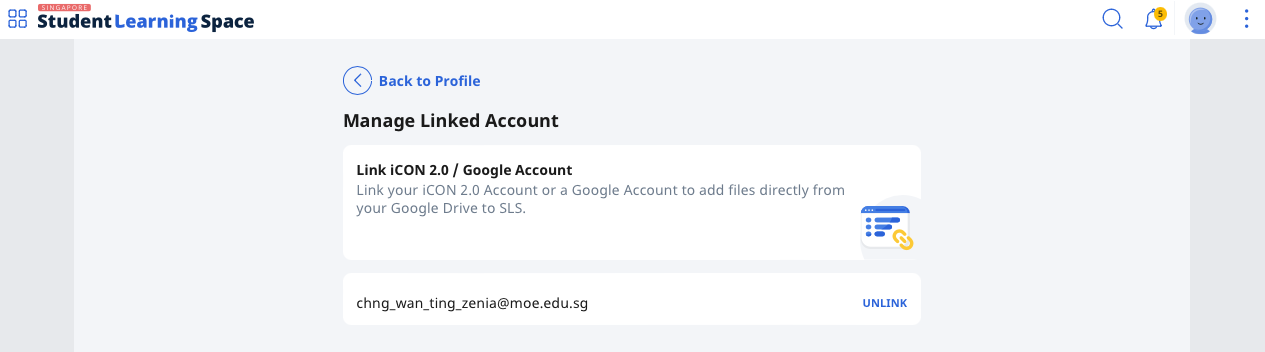 SINGAPORE
Student Learning Space
5
Back to Profile
Manage Linked Account
Link iCON 2.0 / Google Account
Link your iCON 2.0 Account or a Google Account to add files directly from
your Google Drive to SLS.
chng_wan_ting_zenia@moe.edu.sg UNLINK